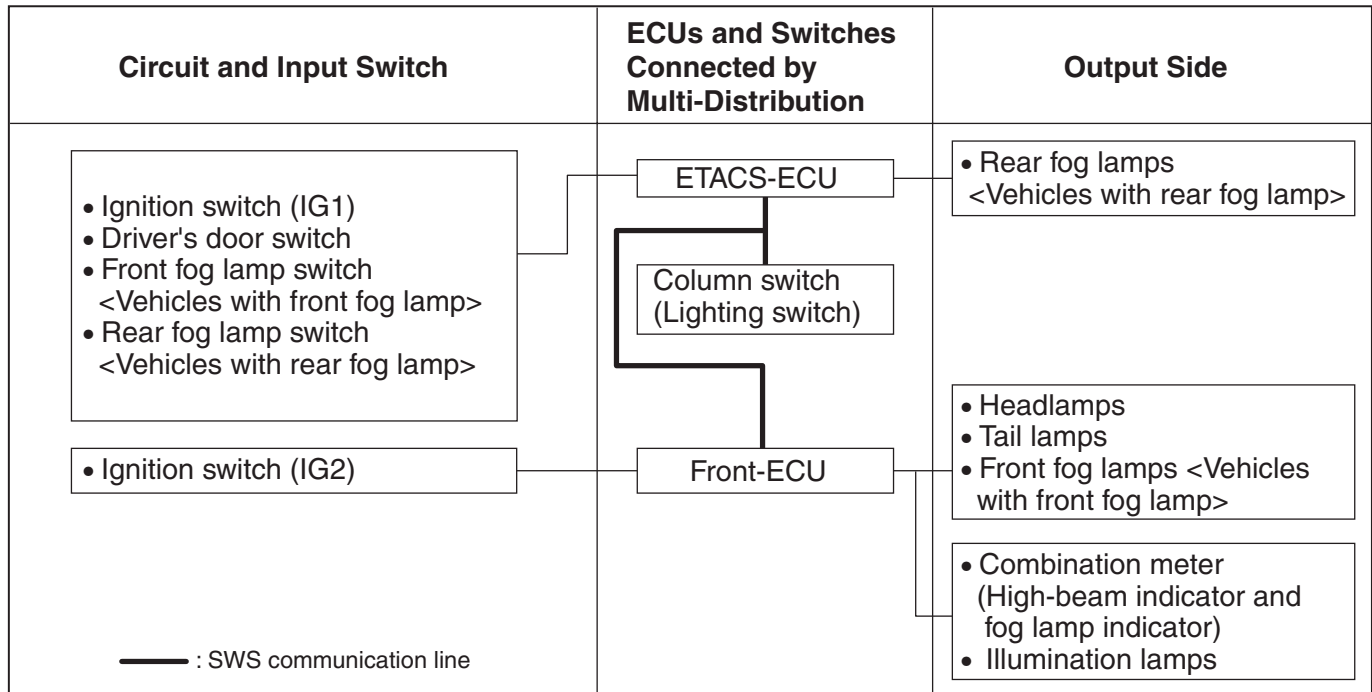 Circuit and Input Switch
ECUs and Switches
Connected by
Multi-Distribution
Output Side
• Ignition switch (IG1)
• Driver's door switch
• Front fog lamp switch
<Vehicles with front fog lamp>
• Rear fog lamp switch
<Vehicles with rear fog lamp>
ETACS-ECU
• Rear fog lamps
<Vehicles with rear fog lamp>
Column switch
(Lighting switch)
• Ignition switch (IG2)
Front-ECU
• Headlamps
• Tail lamps
• Front fog lamps <Vehicles
with front fog lamp>
• Combination meter
(High-beam indicator and
fog lamp indicator)
• Illumination lamps
: SWS communication line